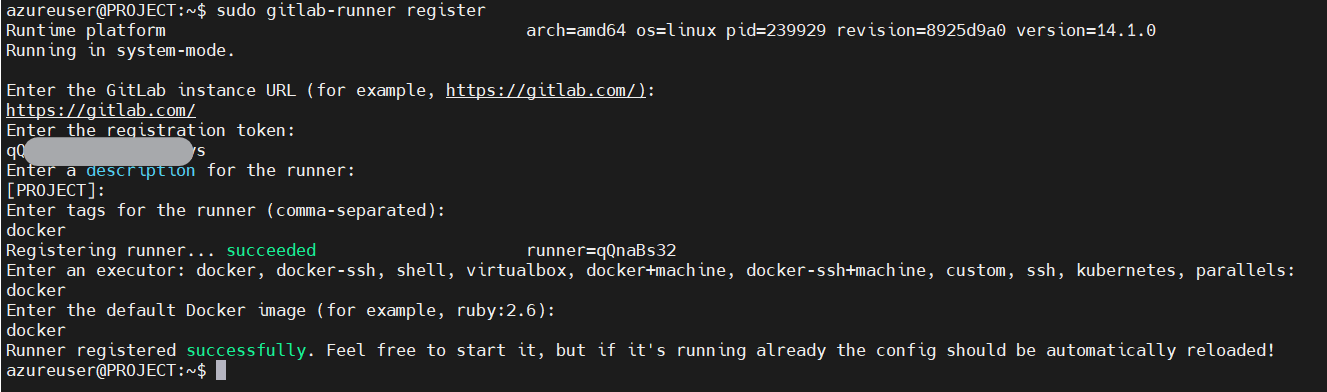 azureuser@PROJECT:~$ sudo gitlab-runner register
Runtime platform                                    arch=amd64 os=linux pid=239929 revision=8925d9a0 version=14.1.0
Running in system-mode.
Enter the GitLab instance URL (for example, https://gitlab.com/):
https://gitlab.com/
Enter the registration token:
qQ s
Enter a description for the runner:
[PROJECT]:
Enter tags for the runner (comma-separated):
docker
Registering runner... succeeded                     runner=qQnaBs32
Enter an executor: docker, docker-ssh, shell, virtualbox, docker+machine, docker-ssh+machine, custom, ssh, kubernetes, parallels:
docker
Enter the default Docker image (for example, ruby:2.6):
docker
Runner registered successfully. Feel free to start it, but if it's running already the config should be automatically reloaded!
azureuser@PROJECT:~$